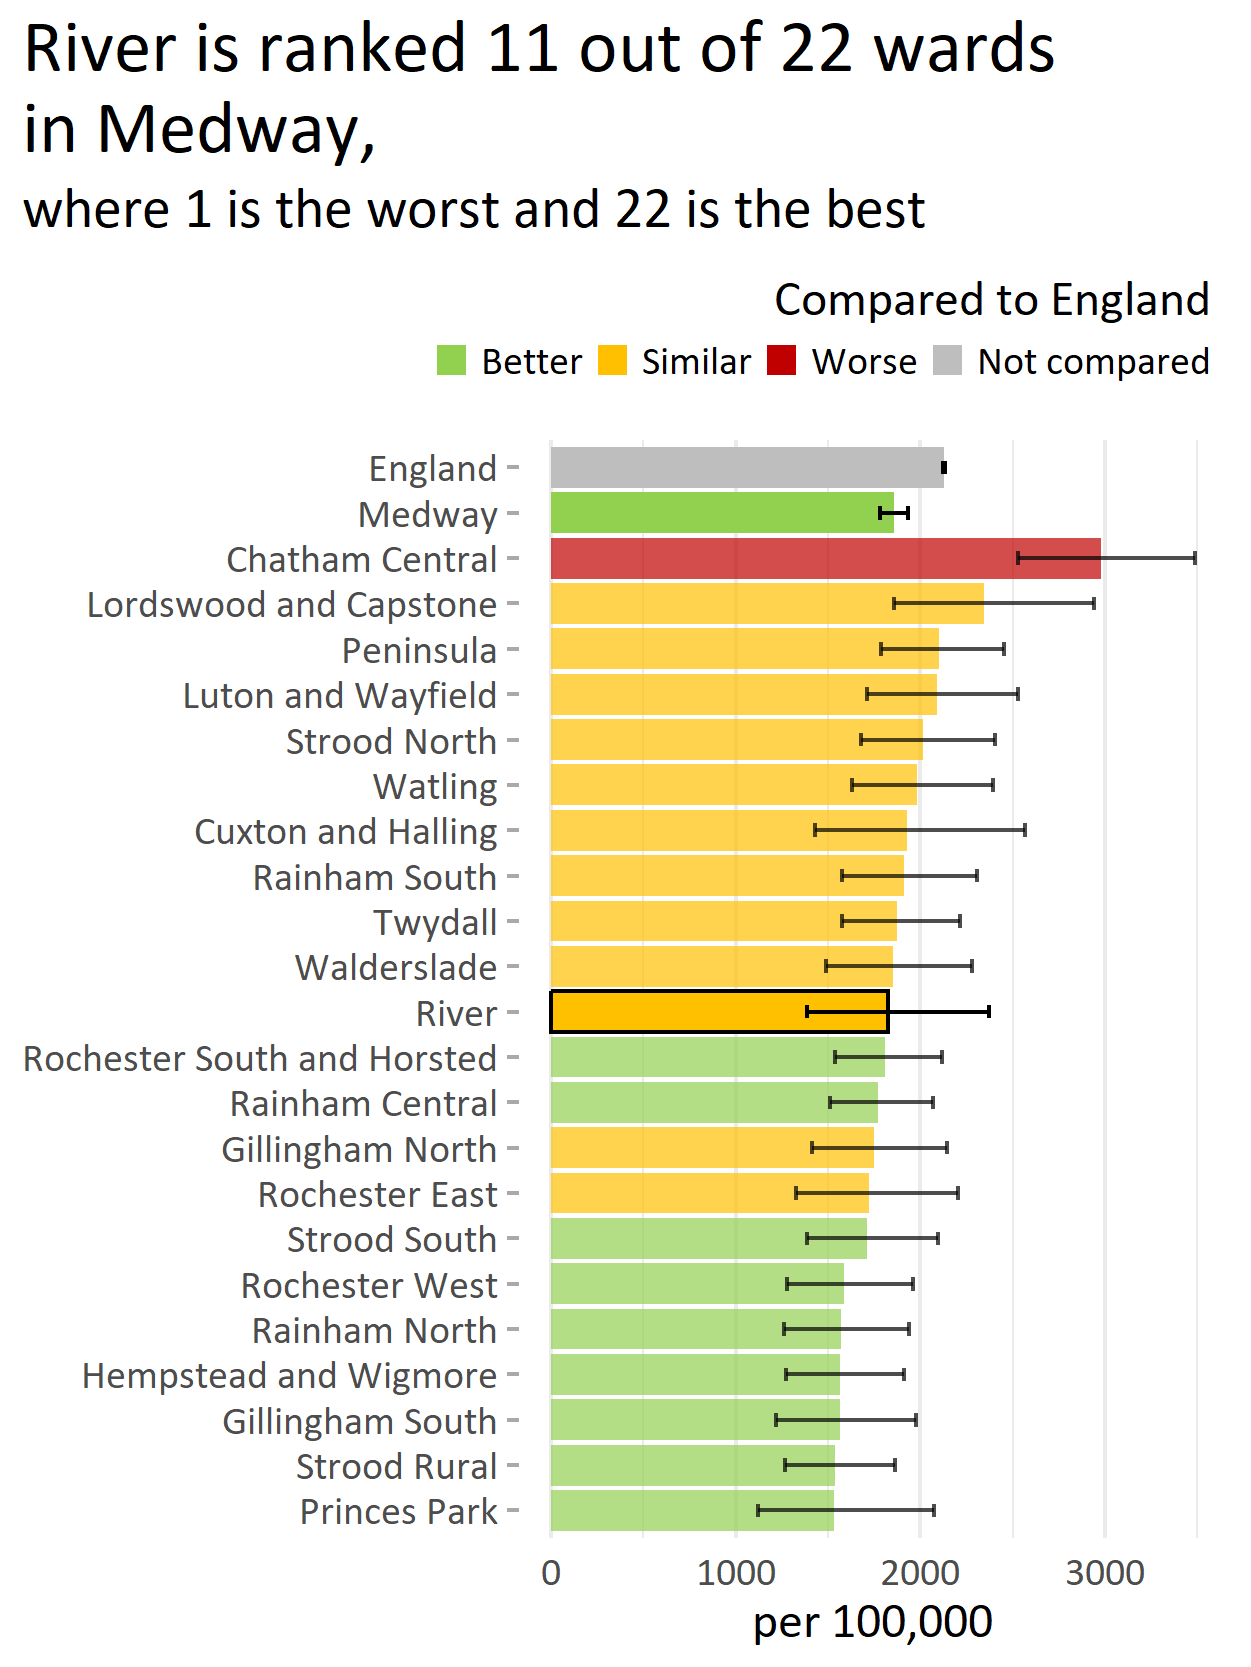 River is ranked 11 out of 22 wards
in Medway,
where 1 is the worst and 22 is the best
Compared to England
Better Similar Worse Not compared
England
Medway
Chatham Central
Lordswood and Capstone
Peninsula
Luton and Wayfield
Strood North
Watling
Cuxton and Halling
Rainham South
Twydall
Walderslade
River
Rochester South and Horsted
Rainham Central
Gillingham North
Rochester East
Strood South
Rochester West
Rainham North
Hempstead and Wigmore
Gillingham South
Strood Rural
Princes Park
0 1000 2000 3000
per 100,000